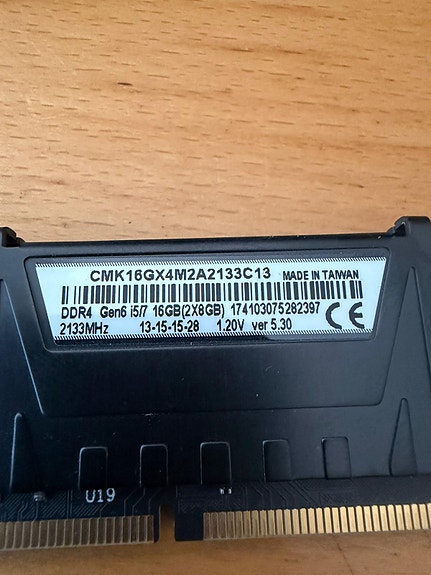 CMK16GX4M2A2133C13 MADE IN TAIWAN
DDR4 Gen6 i5/7 16GB(2X8GB) 174103075282397
2133MHz 13-15-15-28 1.20V ver 5.30
CE
U19